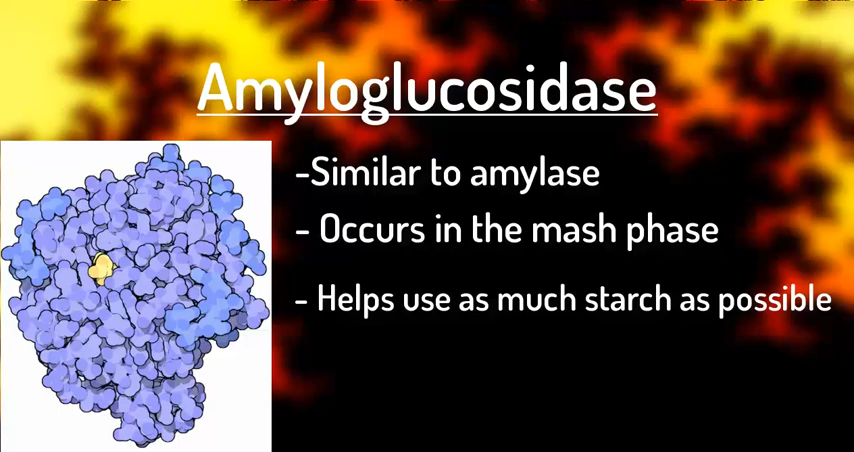 Amyloglucosidase
-Similar to amylase
- Occurs in the mash phase
- Helps use as much starch as possible